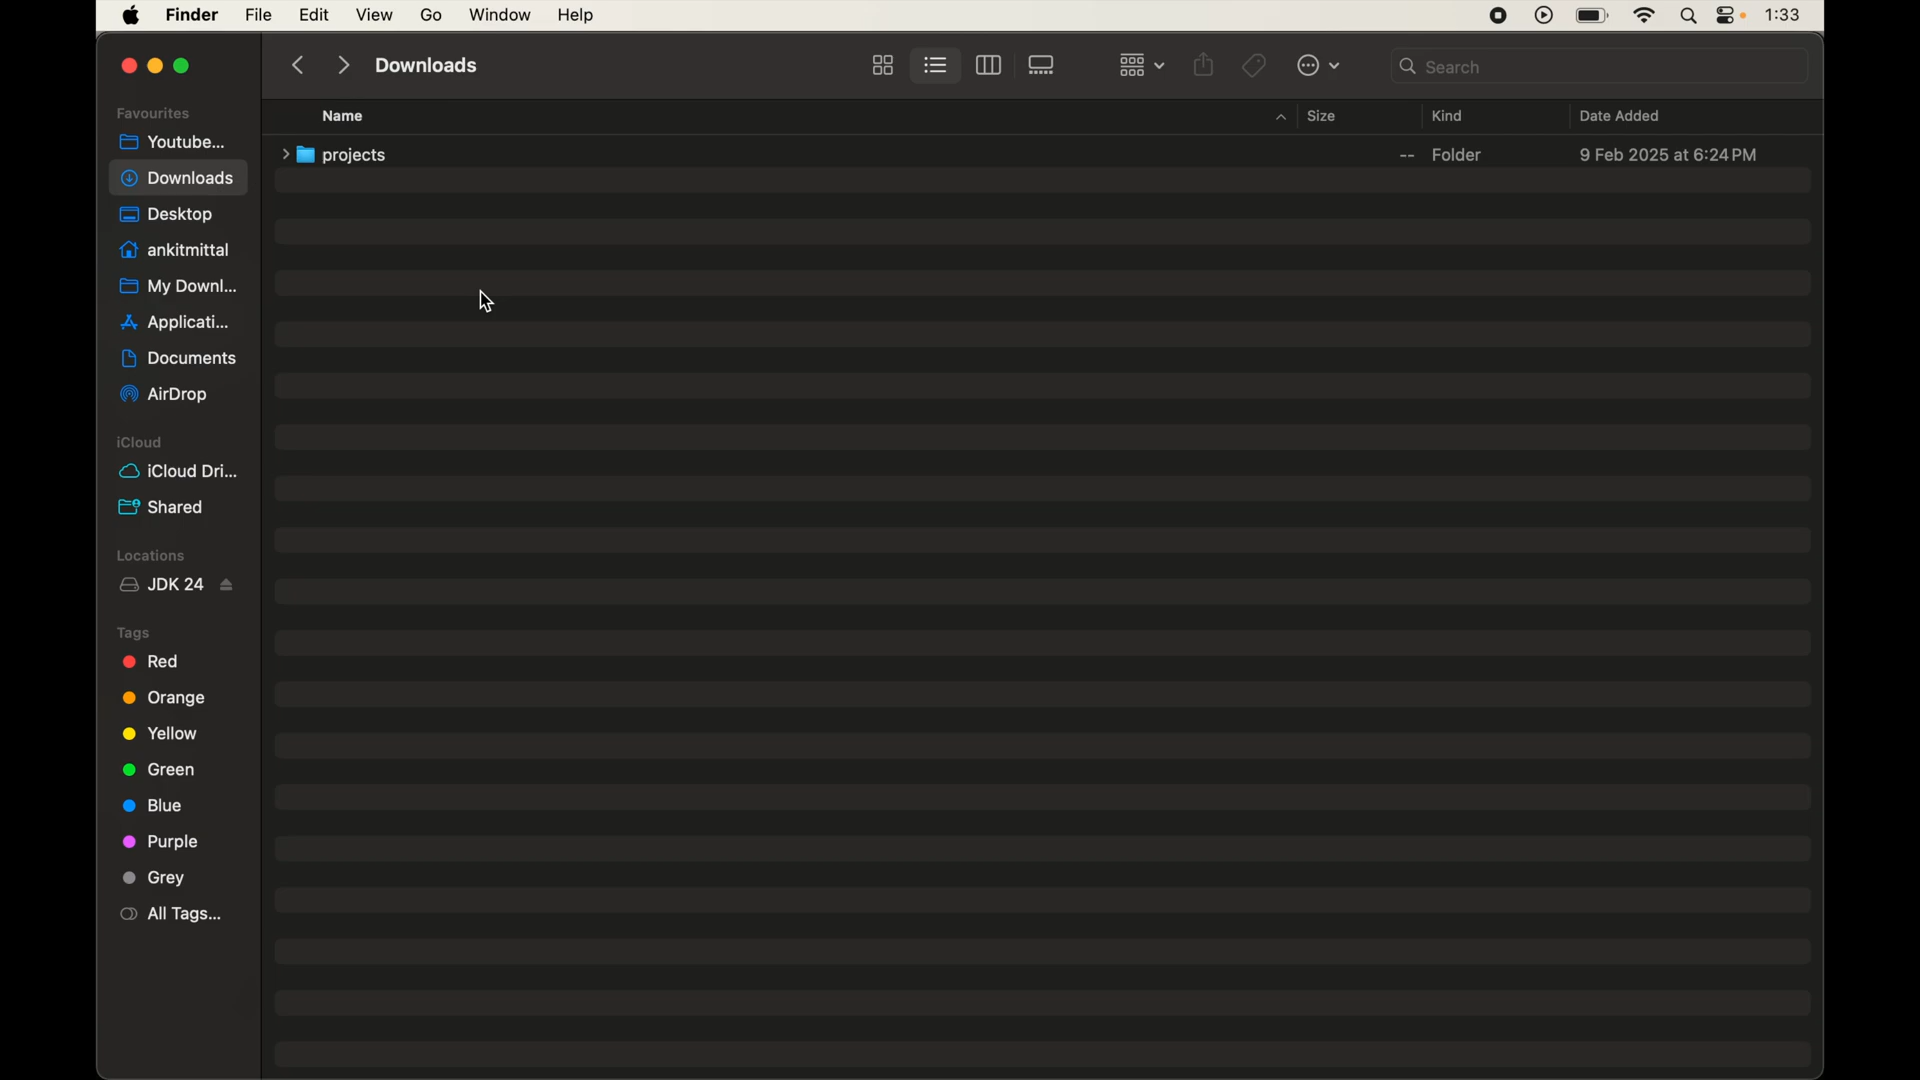 Finder File Edit View Go Window Help 1:33
Downloads
Search
Favourites
Youtube...
Downloads
Desktop
ankitmittal
My Downl...
Applicati...
Documents
AirDrop
iCloud
iCloud Dri...
Shared
Locations
JDK 24
Tags
Red
Orange
Yellow
Green
Blue
Purple
Grey
All Tags...
Name Size Kind Date Added
projects -- Folder 9 Feb 2025 at 6:24 PM